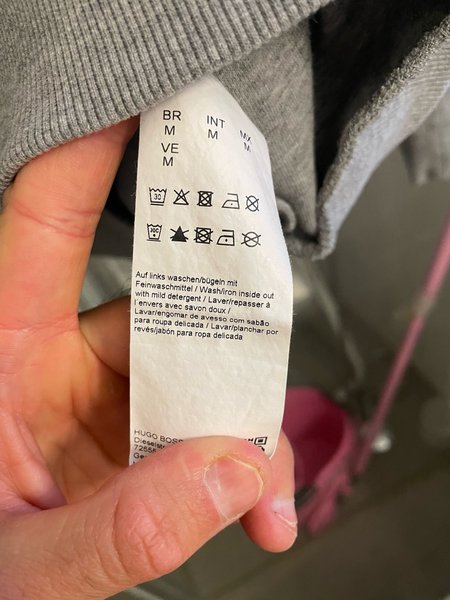 BR
M
VE
M
INT
M
MX
M
30
30C
Auf links waschen/bügeln mit
Feinwaschmittel / Wash/iron inside out
with mild detergent / Laver/repasser à
l'envers avec savon doux /
Lavar/engomar de avesso com sabão
para roupa delicada / Lavar/planchar por
revés/jabón para ropa delicada
HUGO BOSS